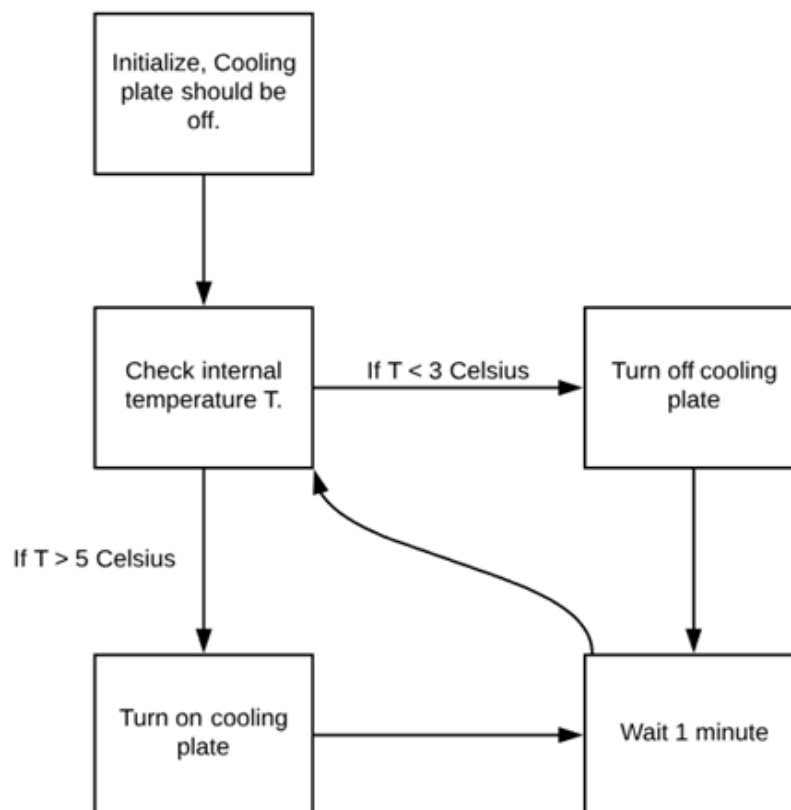 Initialize, Cooling
plate should be
off.
Check internal
temperature T.
If T < 3 Celsius
Turn off cooling
plate
If T > 5 Celsius
Turn on cooling
plate
Wait 1 minute